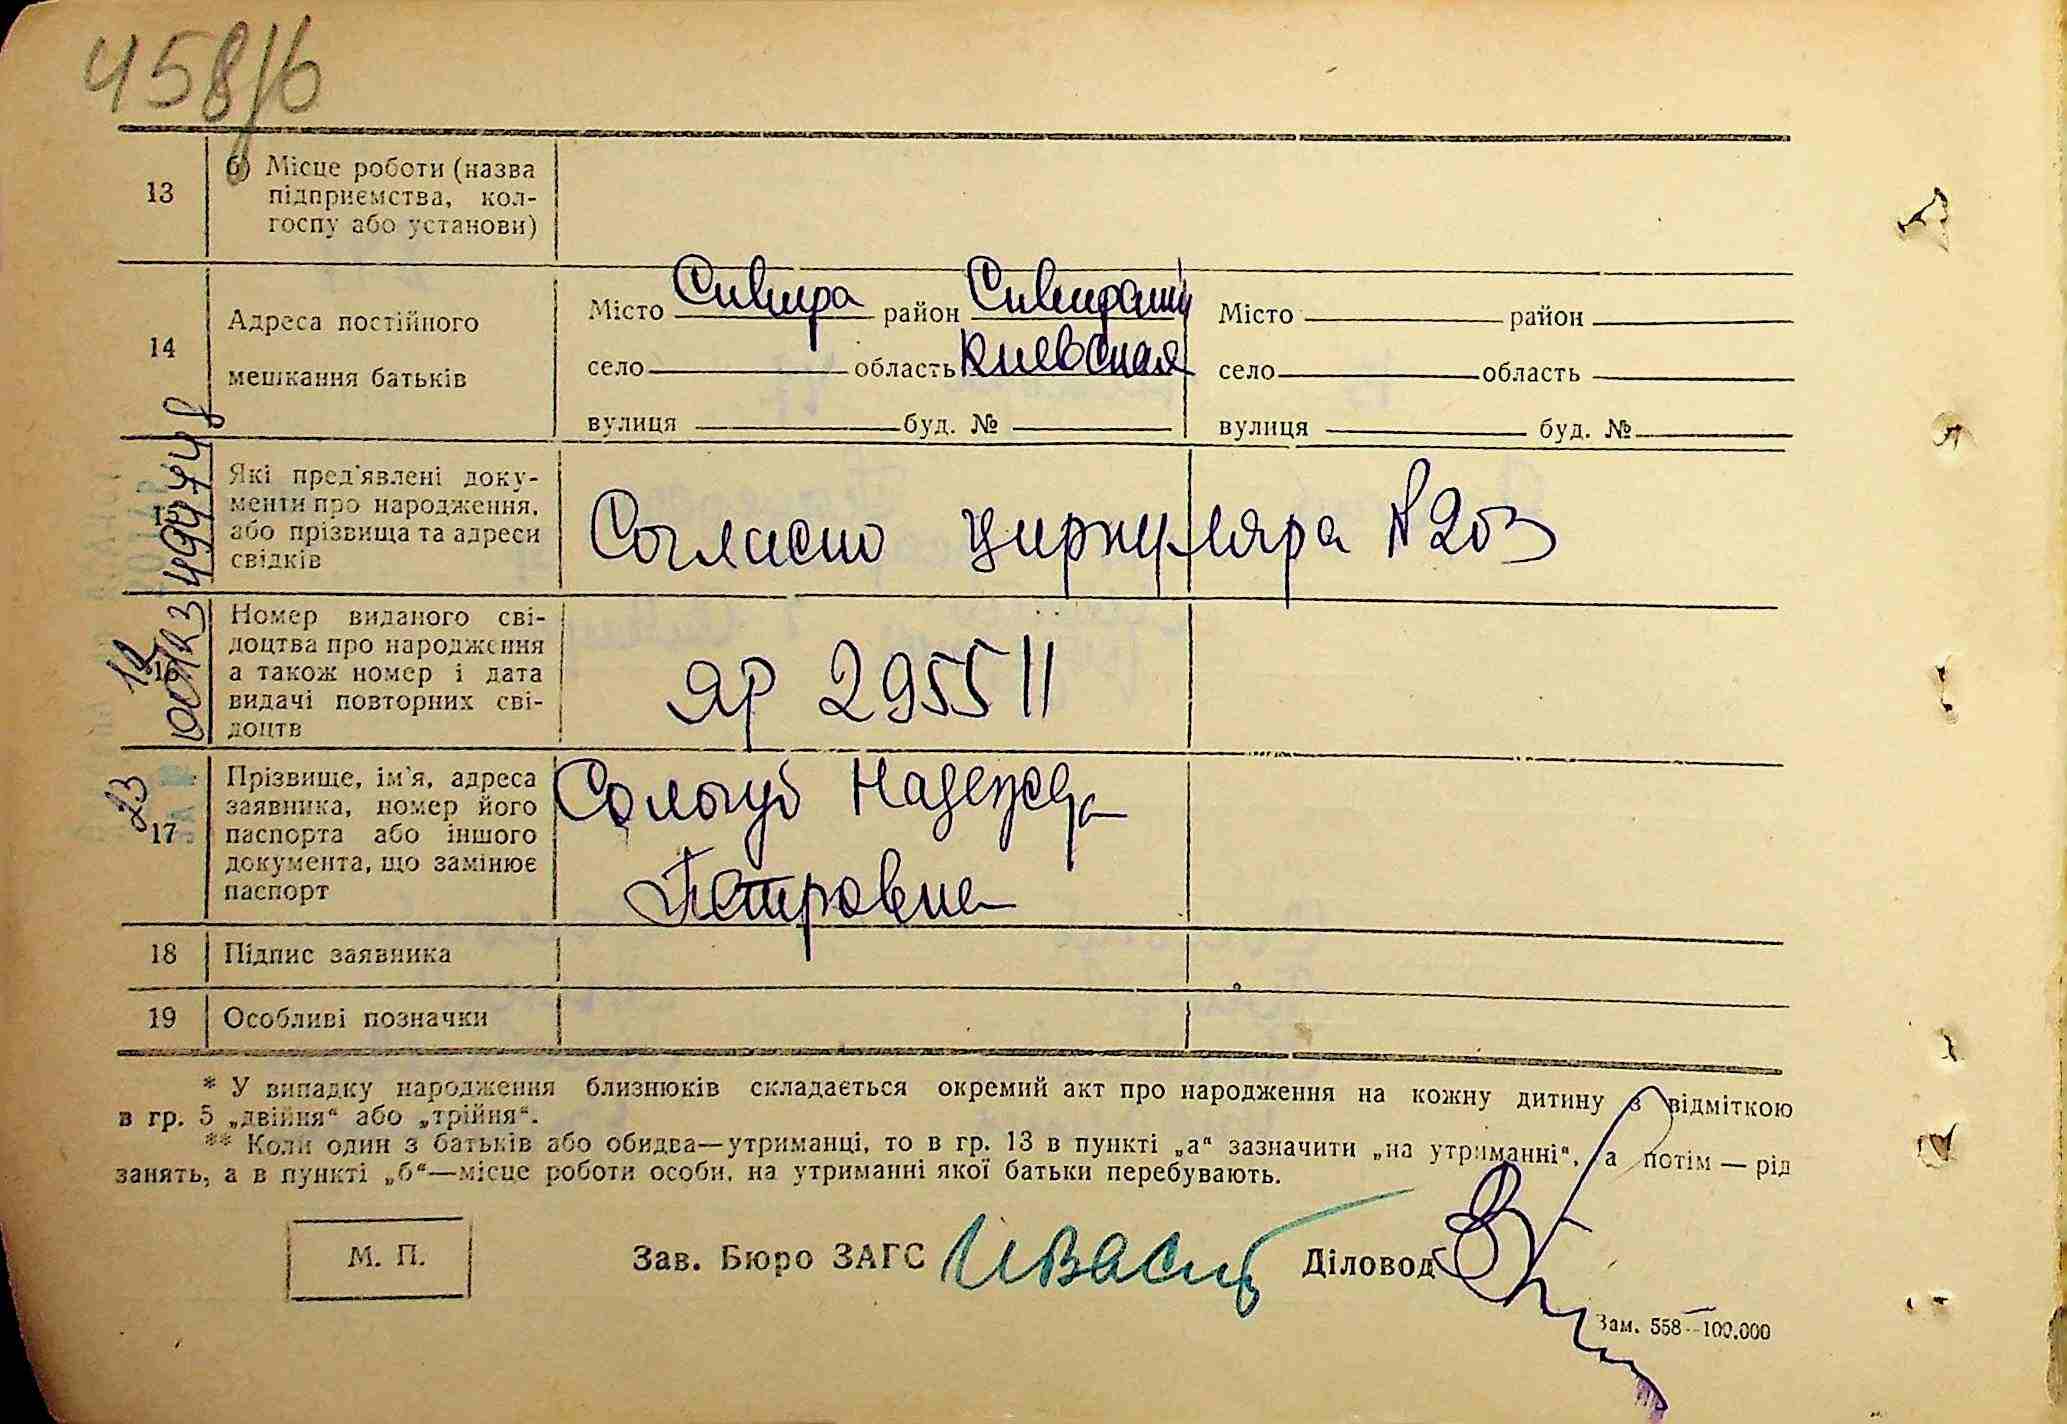 458/б
13 б) Місце роботи (назва
підприємства, кол-
госпу або установи)
14 Адреса постійного
мешкання батьків
Місто Сквира район Сквирский Місто район
село область Киевская село область
вулиця буд. № вулиця буд. №
15 Які пред'явлені доку-
менти про народження,
або прізвища та адреси
свідків
Согласно циркуляра №203
16 Номер виданого сві-
доцтва про народження
а також номер і дата
видачі повторних сві-
доцтв
ЯР 295511
17 Прізвище, ім'я, адреса
заявника, номер його
паспорта або іншого
документа, що замінює
паспорт
Сологуб Надежда
Петровна
18 Підпис заявника
19 Особливі позначки
* У випадку народження близнюків складається окремий акт про народження на кожну дитину з відміткою
в гр. 5 „двійня“ або „трійня“.
** Коли один з батьків або обидва—утриманці, то в гр. 13 в пункті „а“ зазначити „на утриманні“, а потім — рід
занять, а в пункті „б“—місце роботи особи, на утриманні якої батьки перебувають.
М. П. Зав. Бюро ЗАГС Діловод
Зам. 558—100.000